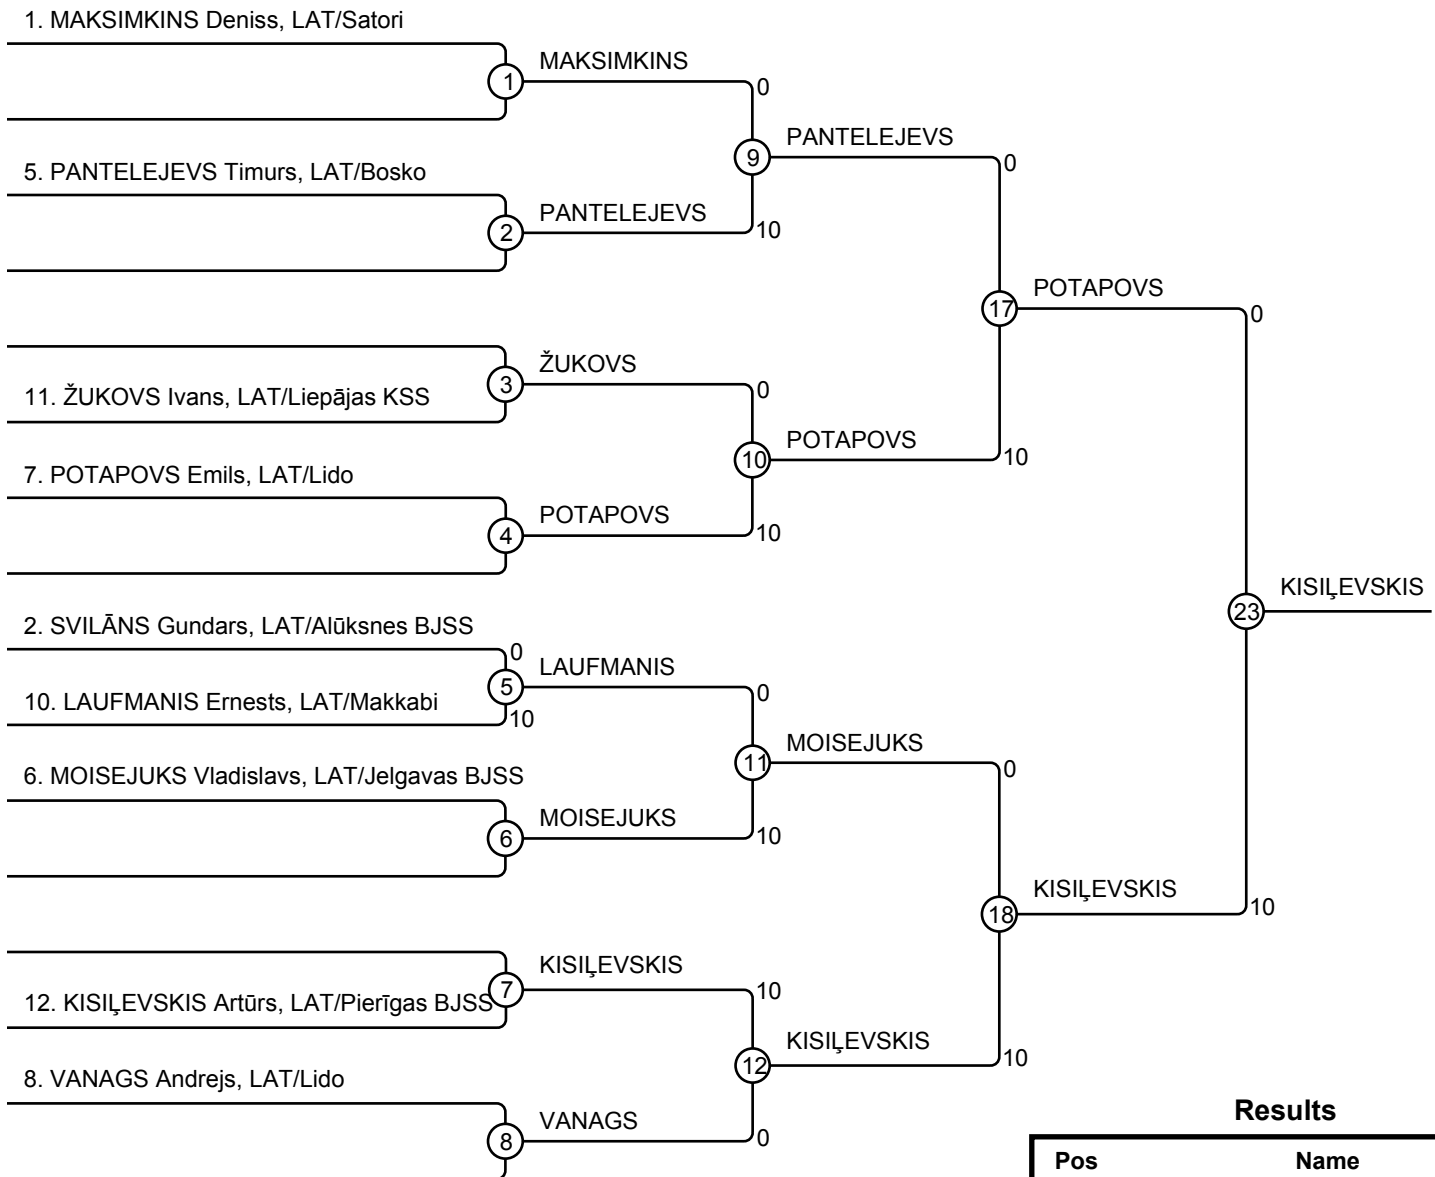 1. MAKSIMKINS Deniss, LAT/Satori
MAKSIMKINS
1
0
PANTELEJEVS
9
0
5. PANTELEJEVS Timurs, LAT/Bosko
PANTELEJEVS
2
10
POTAPOVS
17
0
ŽUKOVS
3
11. ŽUKOVS Ivans, LAT/Liepājas KSS
0
POTAPOVS
10
10
7. POTAPOVS Emils, LAT/Lido
POTAPOVS
4
10
KISIĻEVSKIS
23
2. SVILĀNS Gundars, LAT/Alūksnes BJSS
0
LAUFMANIS
5
10. LAUFMANIS Ernests, LAT/Makkabi
10
0
MOISEJUKS
11
0
6. MOISEJUKS Vladislavs, LAT/Jelgavas BJSS
MOISEJUKS
6
10
KISIĻEVSKIS
18
10
KISIĻEVSKIS
7
12. KISIĻEVSKIS Artūrs, LAT/Pierīgas BJSS
10
KISIĻEVSKIS
12
10
8. VANAGS Andrejs, LAT/Lido
VANAGS
8
0
Results
Pos Name